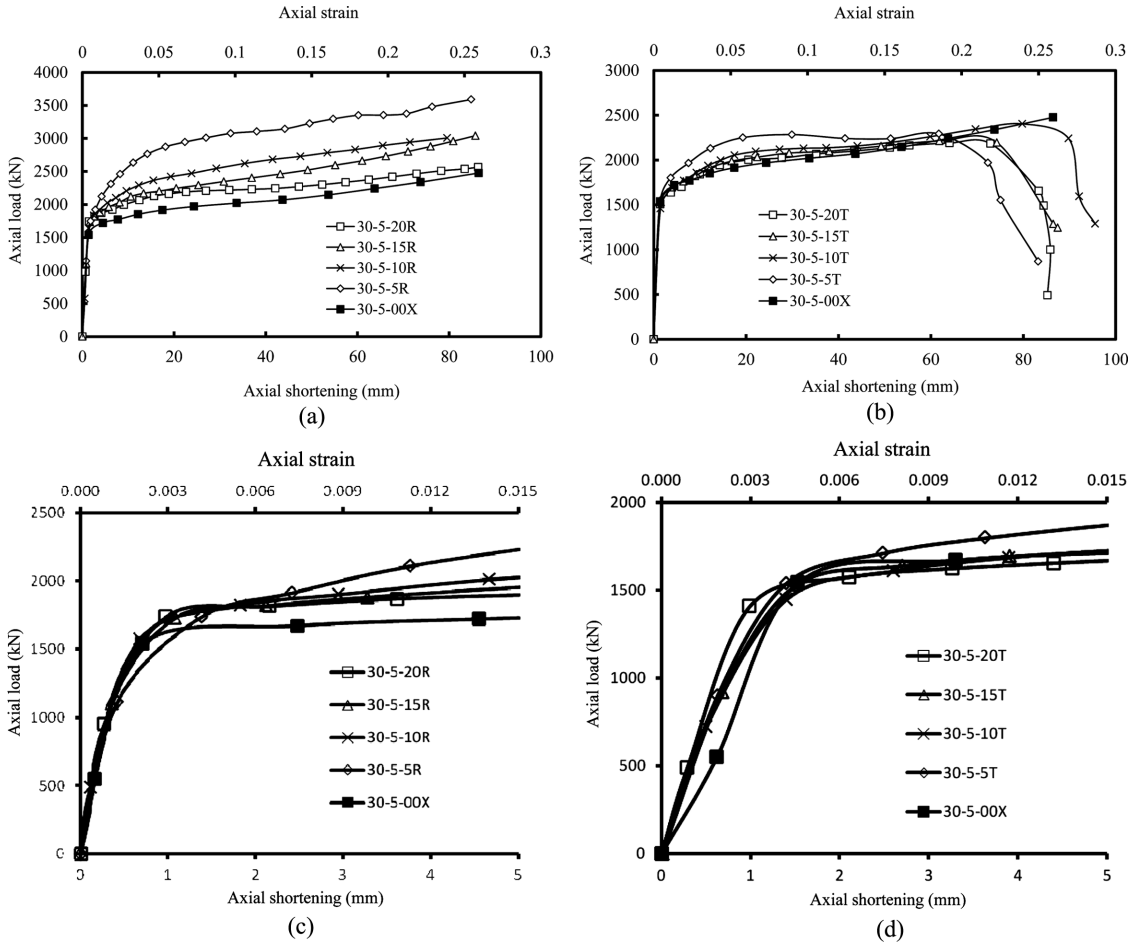 Axial strain
0 0.05 0.1 0.15 0.2 0.25 0.3
4000
3500
3000
2500
2000
1500
1000
500
0
Axial load (kN)
30-5-20R
30-5-15R
30-5-10R
30-5-5R
30-5-00X
0 20 40 60 80 100
Axial shortening (mm)
(a)
Axial strain
0 0.05 0.1 0.15 0.2 0.25 0.3
3000
2500
2000
1500
1000
500
0
Axial load (kN)
30-5-20T
30-5-15T
30-5-10T
30-5-5T
30-5-00X
0 20 40 60 80 100
Axial shortening (mm)
(b)
Axial strain
0.000 0.003 0.006 0.009 0.012 0.015
2500
2000
1500
1000
500
0
Axial load (kN)
30-5-20R
30-5-15R
30-5-10R
30-5-5R
30-5-00X
0 1 2 3 4 5
Axial shortening (mm)
(c)
Axial strain
0.000 0.003 0.006 0.009 0.012 0.015
2000
1500
1000
500
0
Axial load (kN)
30-5-20T
30-5-15T
30-5-10T
30-5-5T
30-5-00X
0 1 2 3 4 5
Axial shortening (mm)
(d)